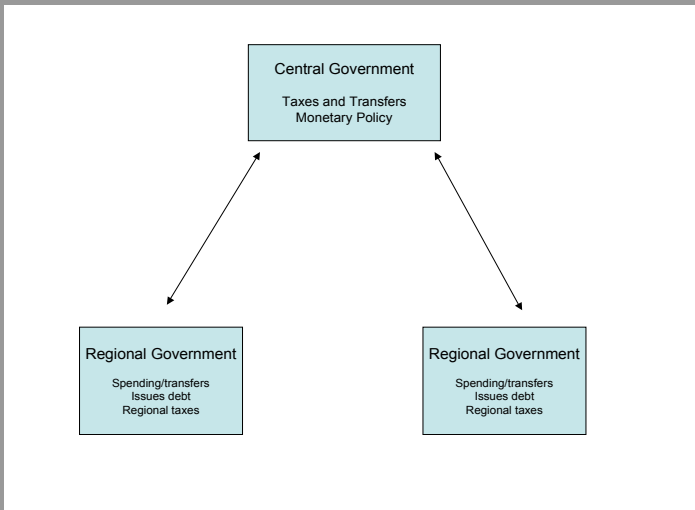 Central Government
Taxes and Transfers
Monetary Policy
Regional Government
Spending/transfers
Issues debt
Regional taxes
Regional Government
Spending/transfers
Issues debt
Regional taxes